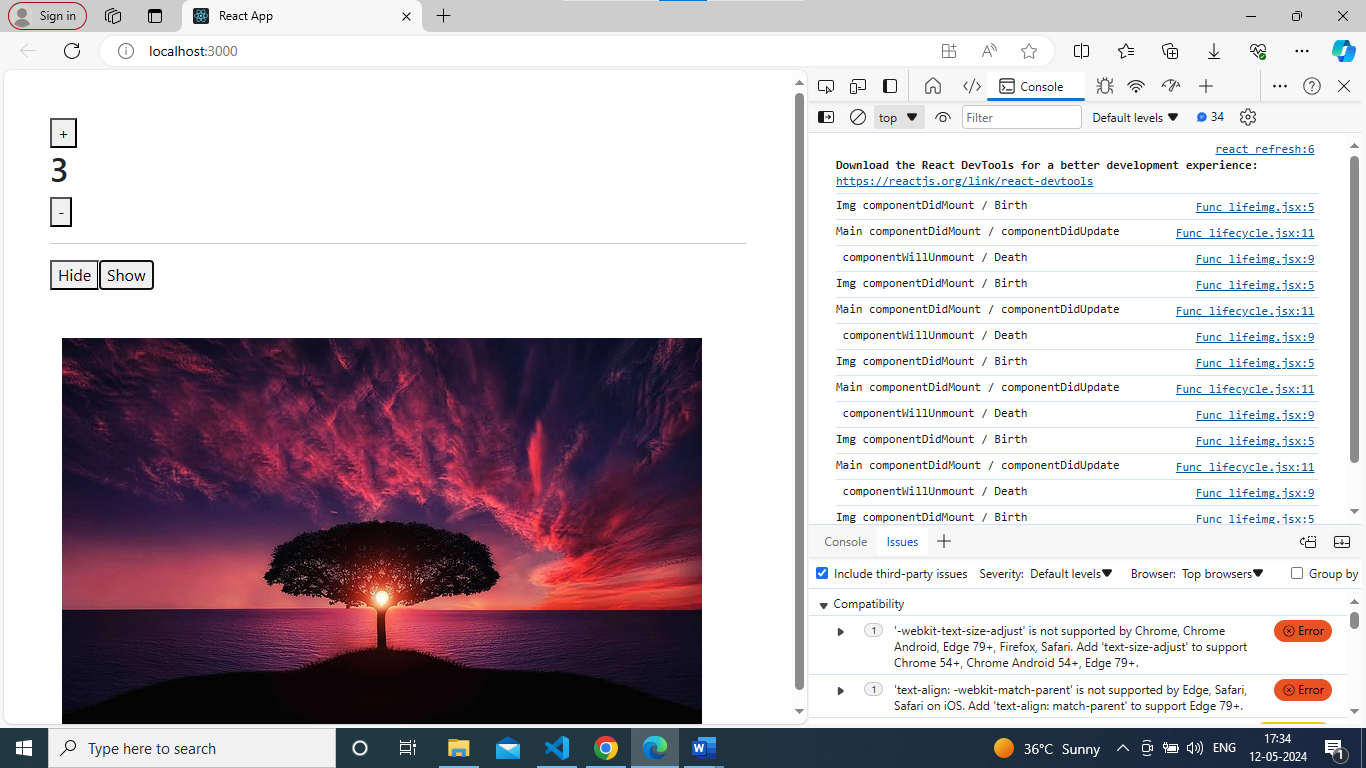 Sign in
React App
localhost:3000
+
3
-
Hide
Show
Console
top
Filter
Default levels
34
react refresh:6
Download the React DevTools for a better development experience:
https://reactjs.org/link/react-devtools
Img componentDidMount / Birth Func lifeimg.jsx:5
Main componentDidMount / componentDidUpdate Func lifecycle.jsx:11
componentWillUnmount / Death Func lifeimg.jsx:9
Img componentDidMount / Birth Func lifeimg.jsx:5
Main componentDidMount / componentDidUpdate Func lifecycle.jsx:11
componentWillUnmount / Death Func lifeimg.jsx:9
Img componentDidMount / Birth Func lifeimg.jsx:5
Main componentDidMount / componentDidUpdate Func lifecycle.jsx:11
componentWillUnmount / Death Func lifeimg.jsx:9
Img componentDidMount / Birth Func lifeimg.jsx:5
Main componentDidMount / componentDidUpdate Func lifecycle.jsx:11
componentWillUnmount / Death Func lifeimg.jsx:9
Img componentDidMount / Birth Func lifeimg.jsx:5
Console Issues
Include third-party issues Severity: Default levels Browser: Top browsers Group by
Compatibility
1 '-webkit-text-size-adjust' is not supported by Chrome, Chrome Error
Android, Edge 79+, Firefox, Safari. Add 'text-size-adjust' to support
Chrome 54+, Chrome Android 54+, Edge 79+.
1 'text-align: -webkit-match-parent' is not supported by Edge, Safari, Error
Safari on iOS. Add 'text-align: match-parent' to support Edge 79+.
Type here to search
36°C Sunny
ENG
17:34
12-05-2024
1